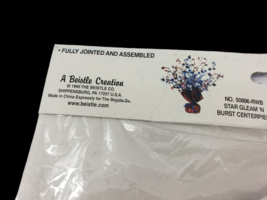 • FULLY JOINTED AND ASSEMBLED
A Beistle Creation
© 1995 THE BEISTLE CO.
SHIPPENSBURG, PA 17257 U.S.A.
Made in China Expressly for The Beistle Co.
www.beistle.com
NO. 50806-RWB
STAR GLEAM 'N
BURST CENTERPIE